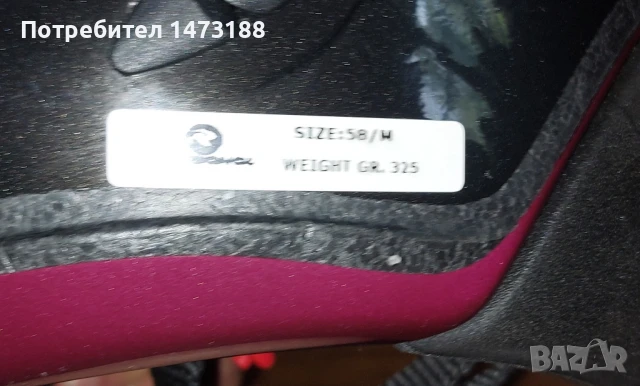 Потребител 1473188
SIZE:58/M
WEIGHT GR. 325
BAZAR